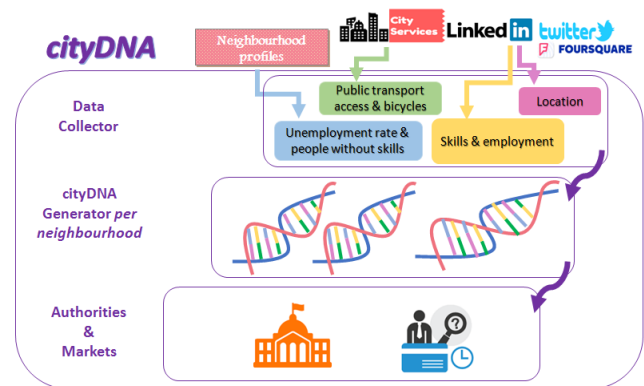 cityDNA
Neighbourhood
profiles
City
Services
Linked in
twitter
FOURSQUARE
Data
Collector
Public transport
access & bicycles
Location
Unemployment rate &
people without skills
Skills & employment
cityDNA
Generator per
neighbourhood
Authorities
&
Markets
?